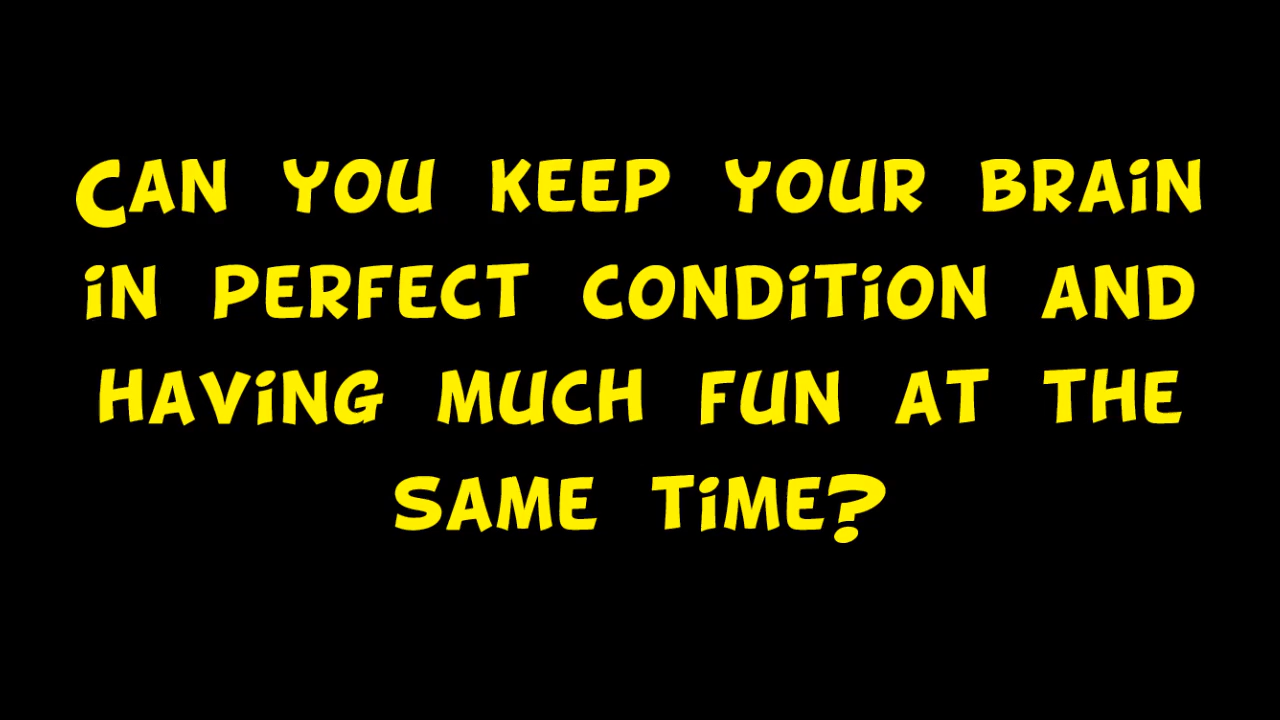 Can you keep your brain
in perfect condition and
having much fun at the
same time?